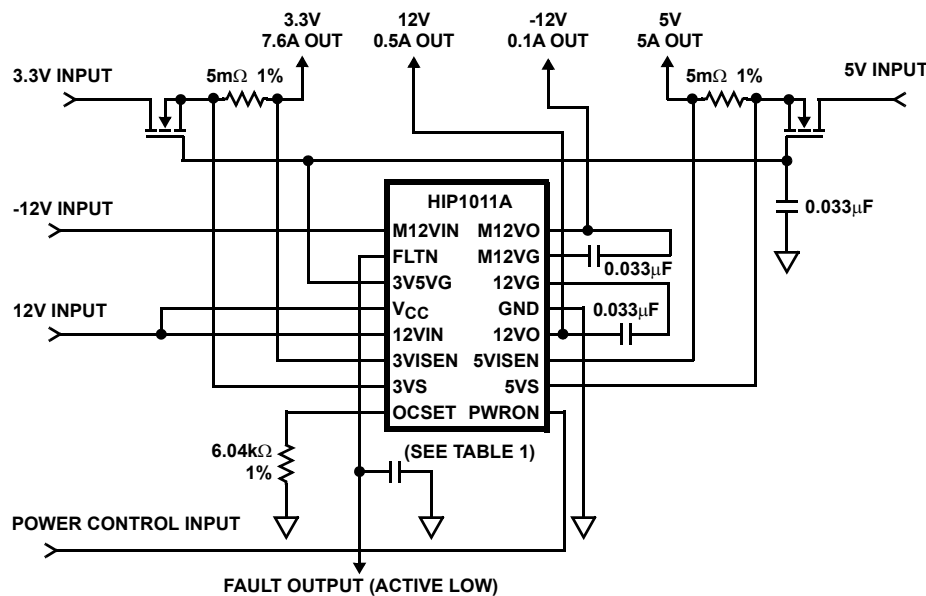 3.3V
7.6A OUT
12V
0.5A OUT
-12V
0.1A OUT
5V
5A OUT
3.3V INPUT
5mΩ 1%
5mΩ 1%
5V INPUT
HIP1011A
-12V INPUT
0.033µF
M12VIN
M12VO
FLTN
M12VG
0.033µF
3V5VG
12VG
12V INPUT
VCC
GND
0.033µF
12VIN
12VO
3VISEN
5VISEN
3VS
5VS
OCSET
PWRON
6.04kΩ
1%
(SEE TABLE 1)
POWER CONTROL INPUT
FAULT OUTPUT (ACTIVE LOW)